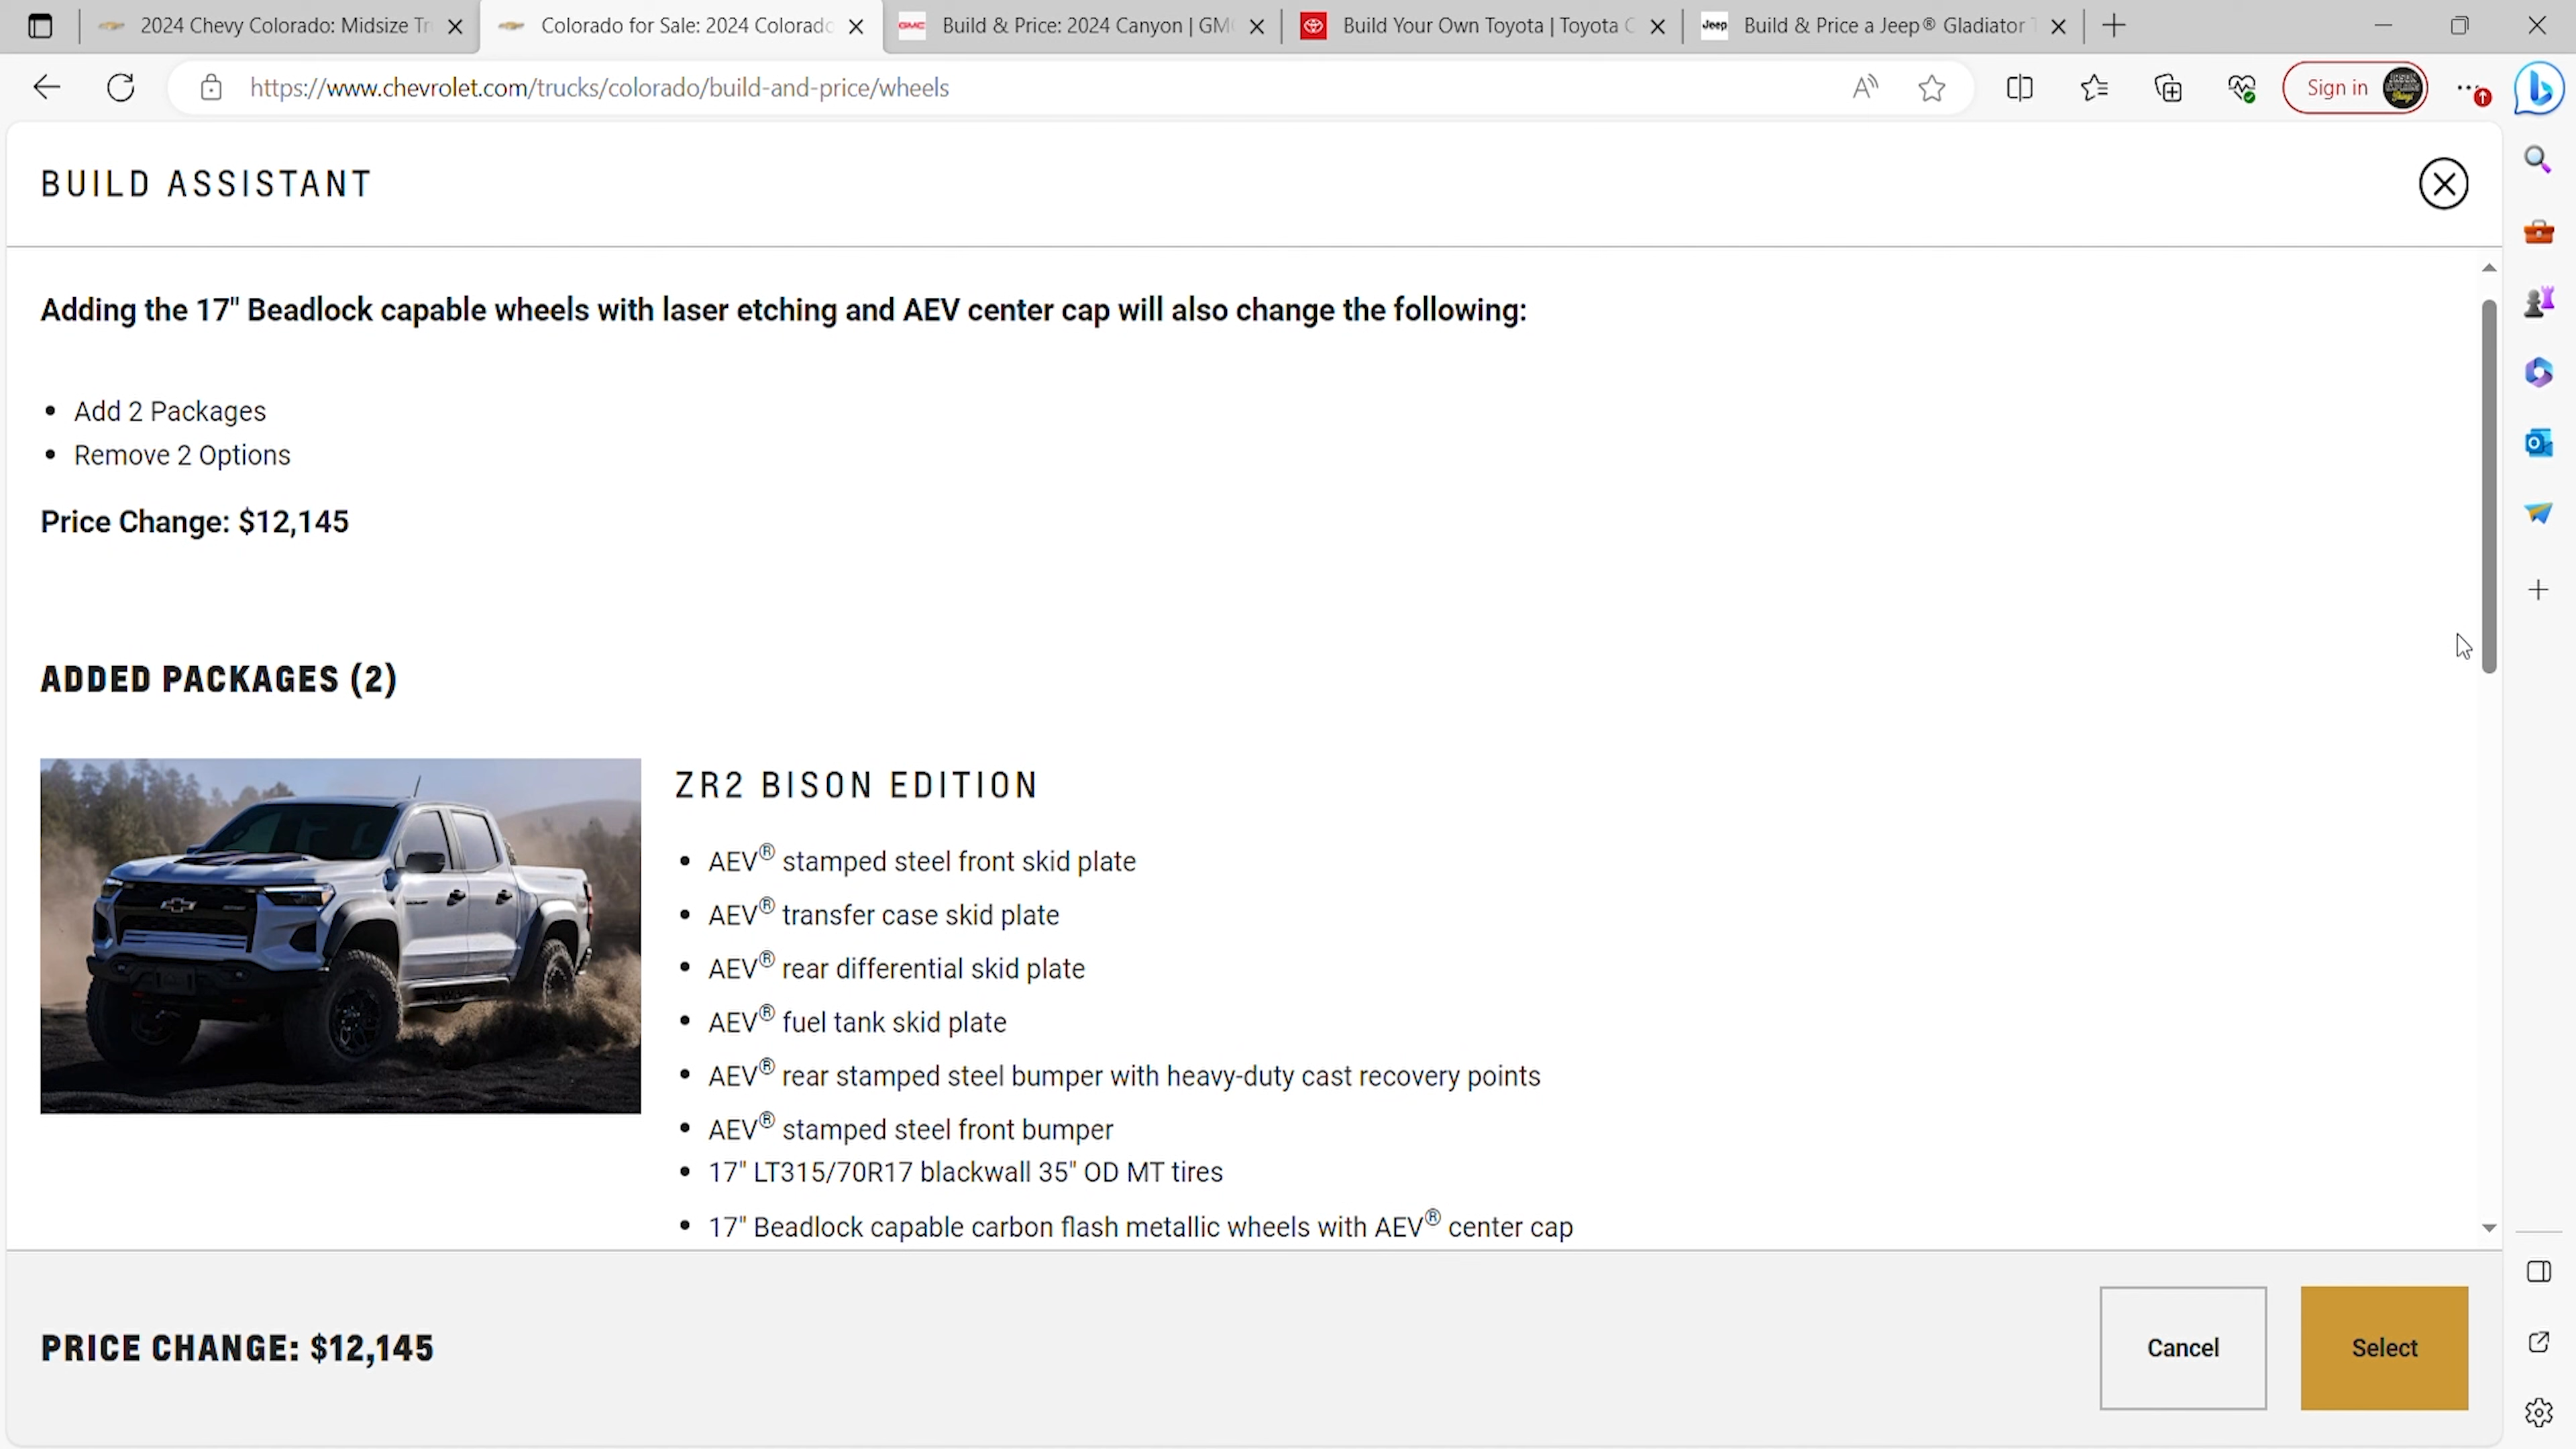 2024 Chevy Colorado: Midsize Tr
Colorado for Sale: 2024 Colorado
GMC
Build & Price: 2024 Canyon | GM
Build Your Own Toyota | Toyota C
Jeep
Build & Price a Jeep® Gladiator T
https://www.chevrolet.com/trucks/colorado/build-and-price/wheels
Sign in
BUILD ASSISTANT
Adding the 17" Beadlock capable wheels with laser etching and AEV center cap will also change the following:
• Add 2 Packages
• Remove 2 Options
Price Change: $12,145
ADDED PACKAGES (2)
ZR2 BISON EDITION
• AEV® stamped steel front skid plate
• AEV® transfer case skid plate
• AEV® rear differential skid plate
• AEV® fuel tank skid plate
• AEV® rear stamped steel bumper with heavy-duty cast recovery points
• AEV® stamped steel front bumper
• 17" LT315/70R17 blackwall 35" OD MT tires
• 17" Beadlock capable carbon flash metallic wheels with AEV® center cap
PRICE CHANGE: $12,145
Cancel
Select